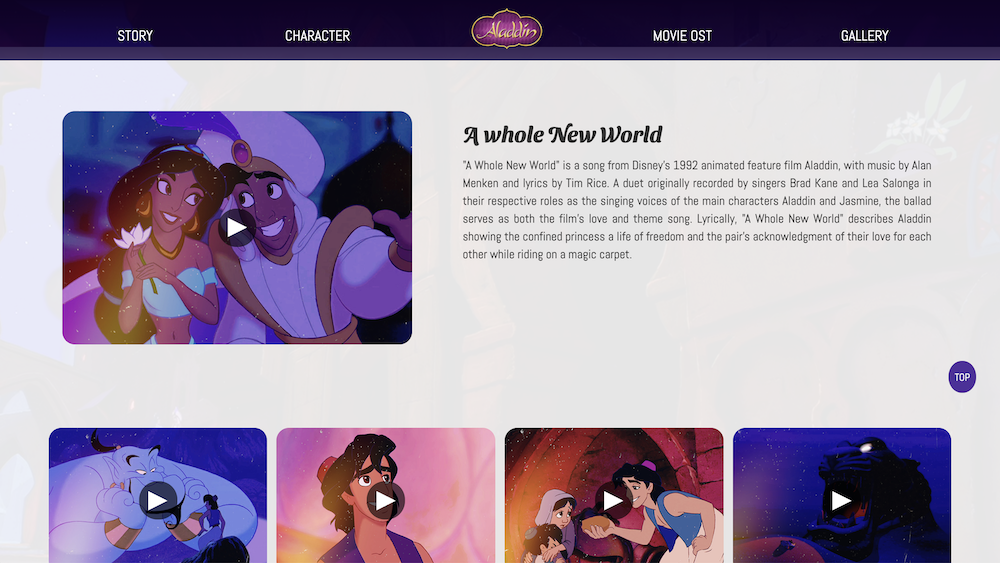 STORY
CHARACTER
Aladdin
MOVIE OST
GALLERY
A whole New World
"A Whole New World" is a song from Disney's 1992 animated feature film Aladdin, with music by Alan
Menken and lyrics by Tim Rice. A duet originally recorded by singers Brad Kane and Lea Salonga in
their respective roles as the singing voices of the main characters Aladdin and Jasmine, the ballad
serves as both the film's love and theme song. Lyrically, "A Whole New World" describes Aladdin
showing the confined princess a life of freedom and the pair's acknowledgment of their love for each
other while riding on a magic carpet.
TOP